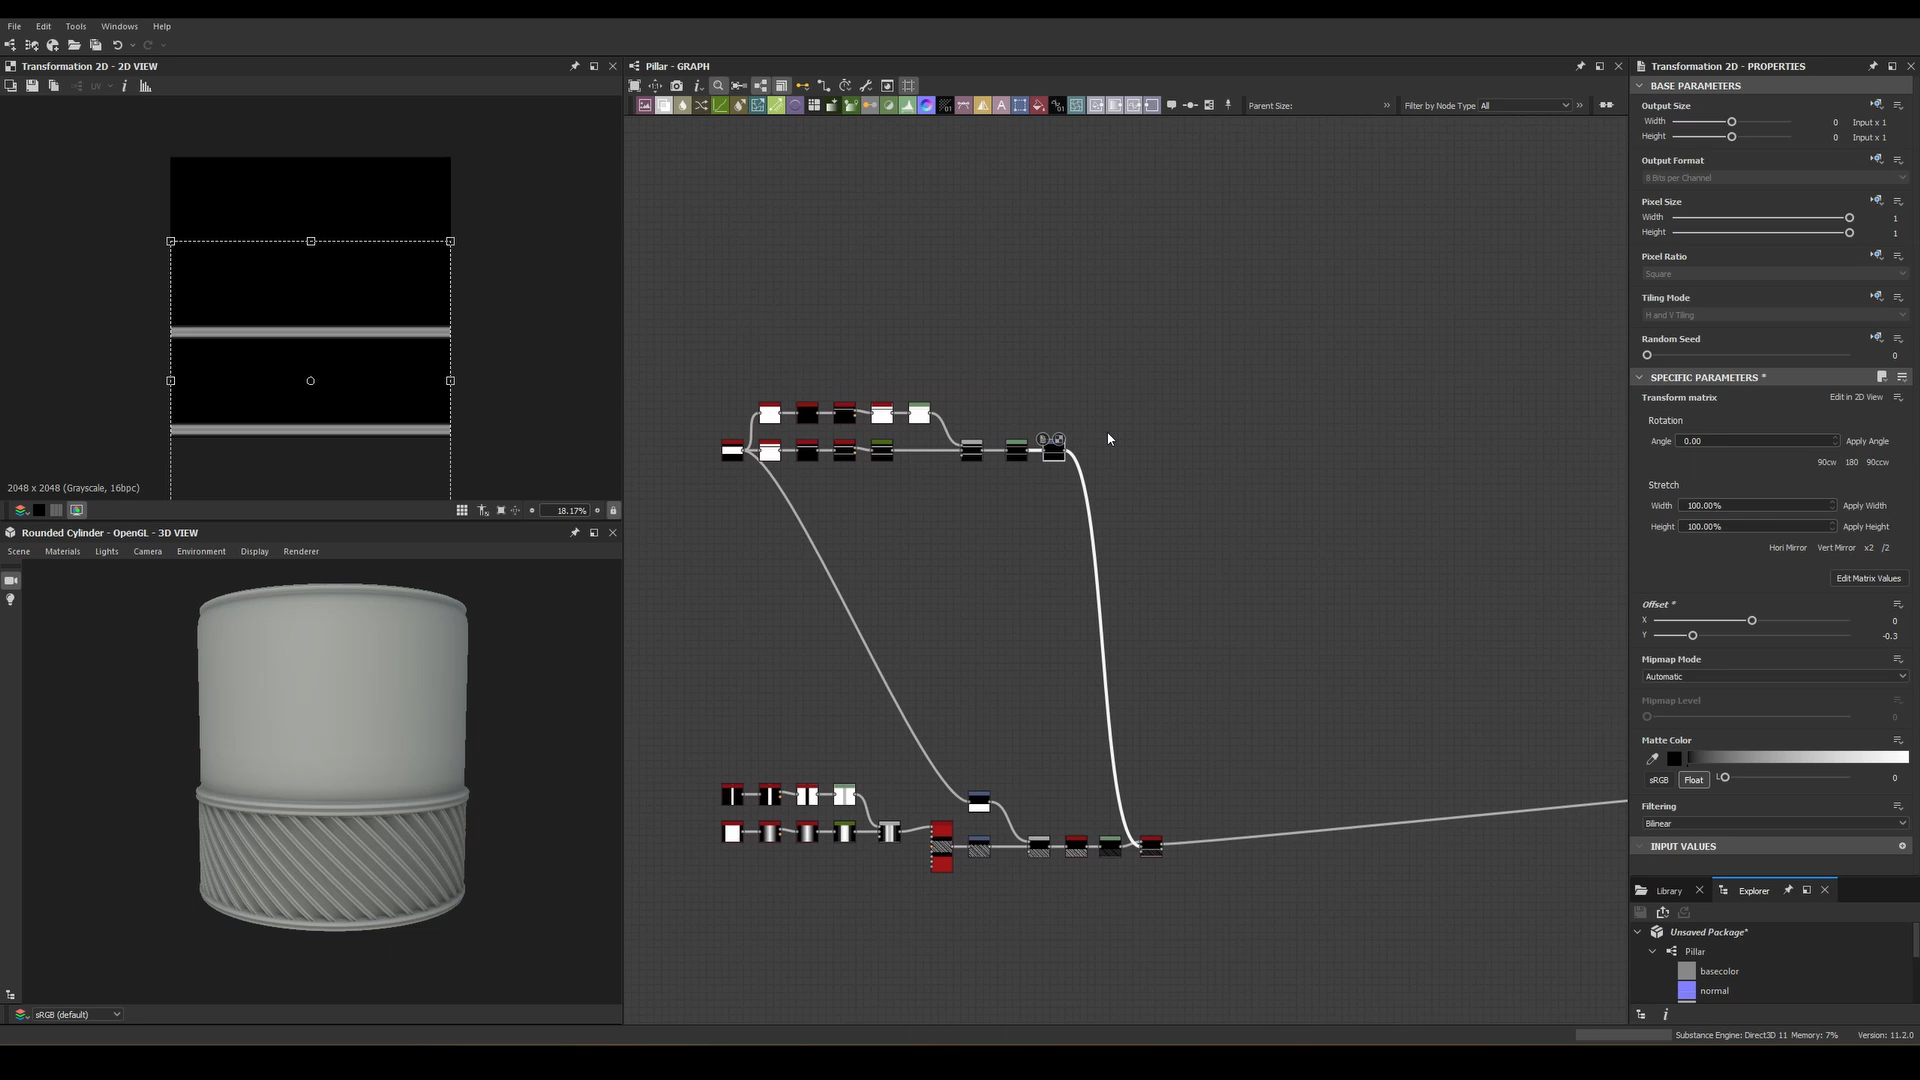 File Edit Tools Windows Help
Transformation 2D - 2D VIEW
UV
2048 x 2048 (Grayscale, 16bpc)
18.17%
Rounded Cylinder - OpenGL - 3D VIEW
Scene Materials Lights Camera Environment Display Renderer
sRGB (default)
Pillar - GRAPH
Parent Size:
Filter by Node Type All
Transformation 2D - PROPERTIES
BASE PARAMETERS
Output Size
Width 0 Input x 1
Height 0 Input x 1
Output Format
8 Bits per Channel
Pixel Size
Width 1
Height 1
Pixel Ratio
Square
Tiling Mode
H and V Tiling
Random Seed
0
SPECIFIC PARAMETERS *
Transform matrix Edit in 2D View
Rotation
Angle 0.00 Apply Angle
90cw 180 90ccw
Stretch
Width 100.00% Apply Width
Height 100.00% Apply Height
Hori Mirror Vert Mirror x2 /2
Edit Matrix Values
Offset *
X 0
Y -0.3
Mipmap Mode
Automatic
Mipmap Level
0
Matte Color
sRGB Float L 0
Filtering
Bilinear
INPUT VALUES
Library Explorer
Unsaved Package*
Pillar
basecolor
normal
Substance Engine: Direct3D 11 Memory: 7% Version: 11.2.0